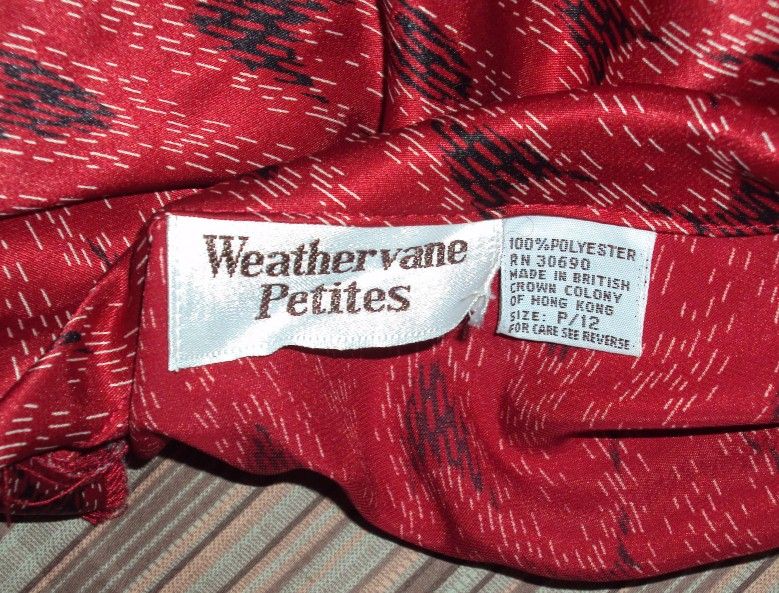 Weathervane
Petites
100% POLYESTER
RN 30690
MADE IN BRITISH
CROWN COLONY
OF HONG KONG
SIZE: P/12
FOR CARE SEE REVERSE